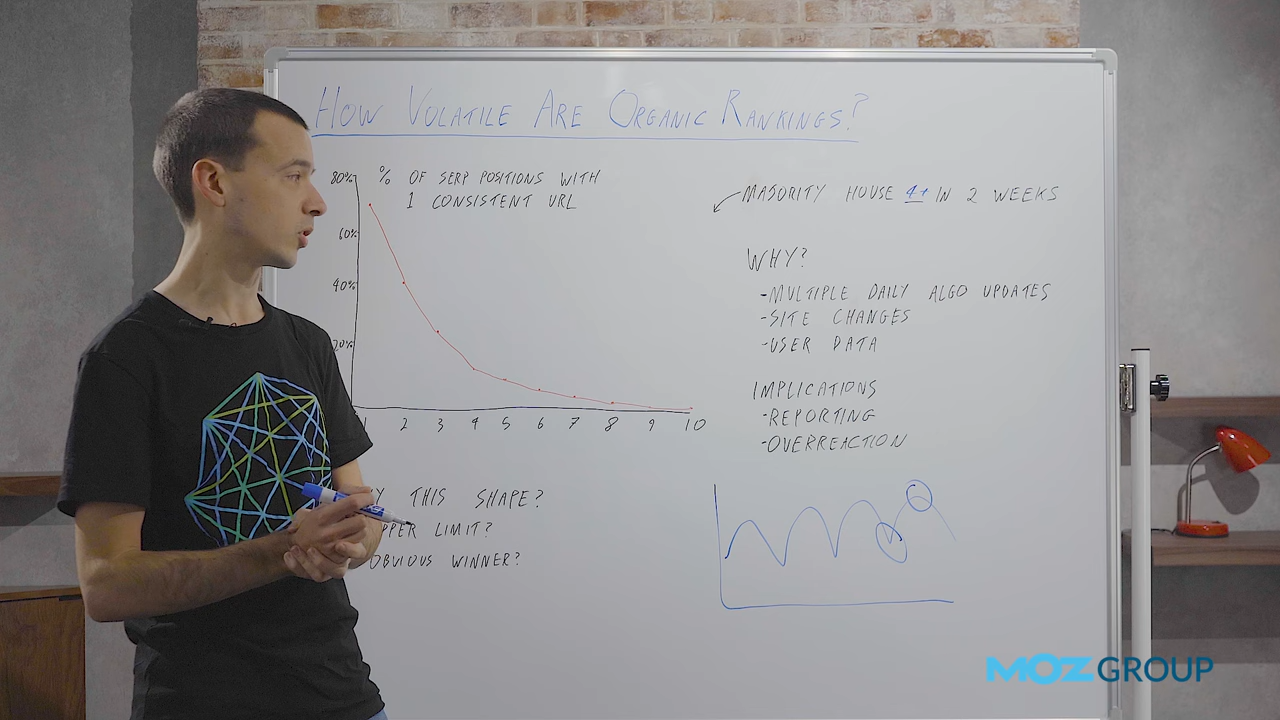 HOW VOLATILE ARE ORGANIC RANKINGS?
80%
% OF SERP POSITIONS WITH
1 CONSISTENT URL
60%
40%
20%
2 3 4 5 6 7 8 9 10
Y THIS SHAPE?
PPER LIMIT?
OBVIOUS WINNER?
MAJORITY HOUSE 4+ IN 2 WEEKS
WHY?
-MULTIPLE DAILY ALGO UPDATES
-SITE CHANGES
-USER DATA
IMPLICATIONS
-REPORTING
-OVERREACTION
MOZ GROUP